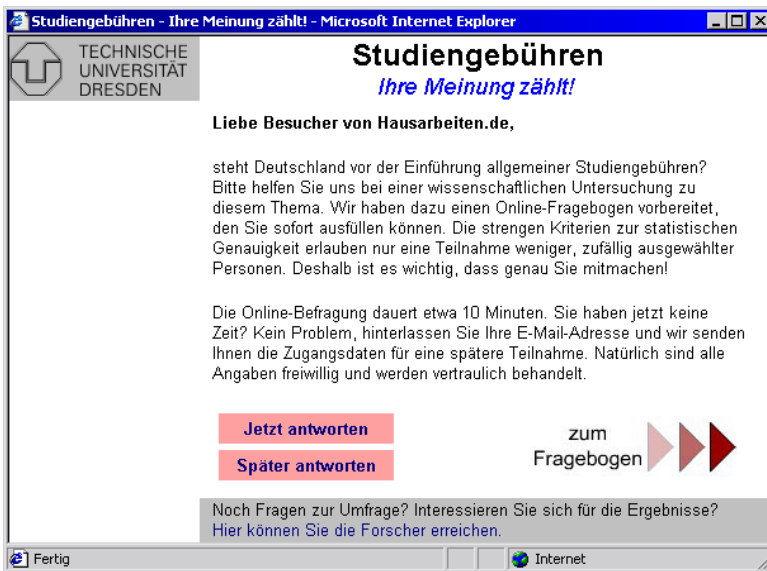 Studiengebühren - Ihre Meinung zählt! - Microsoft Internet Explorer
TECHNISCHE
UNIVERSITÄT
DRESDEN
Studiengebühren
Ihre Meinung zählt!
Liebe Besucher von Hausarbeiten.de,
steht Deutschland vor der Einführung allgemeiner Studiengebühren?
Bitte helfen Sie uns bei einer wissenschaftlichen Untersuchung zu
diesem Thema. Wir haben dazu einen Online-Fragebogen vorbereitet,
den Sie sofort ausfüllen können. Die strengen Kriterien zur statistischen
Genauigkeit erlauben nur eine Teilnahme weniger, zufällig ausgewählter
Personen. Deshalb ist es wichtig, dass genau Sie mitmachen!
Die Online-Befragung dauert etwa 10 Minuten. Sie haben jetzt keine
Zeit? Kein Problem, hinterlassen Sie Ihre E-Mail-Adresse und wir senden
Ihnen die Zugangsdaten für eine spätere Teilnahme. Natürlich sind alle
Angaben freiwillig und werden vertraulich behandelt.
Jetzt antworten
Später antworten
zum
Fragebogen
Noch Fragen zur Umfrage? Interessieren Sie sich für die Ergebnisse?
Hier können Sie die Forscher erreichen.
Fertig
Internet